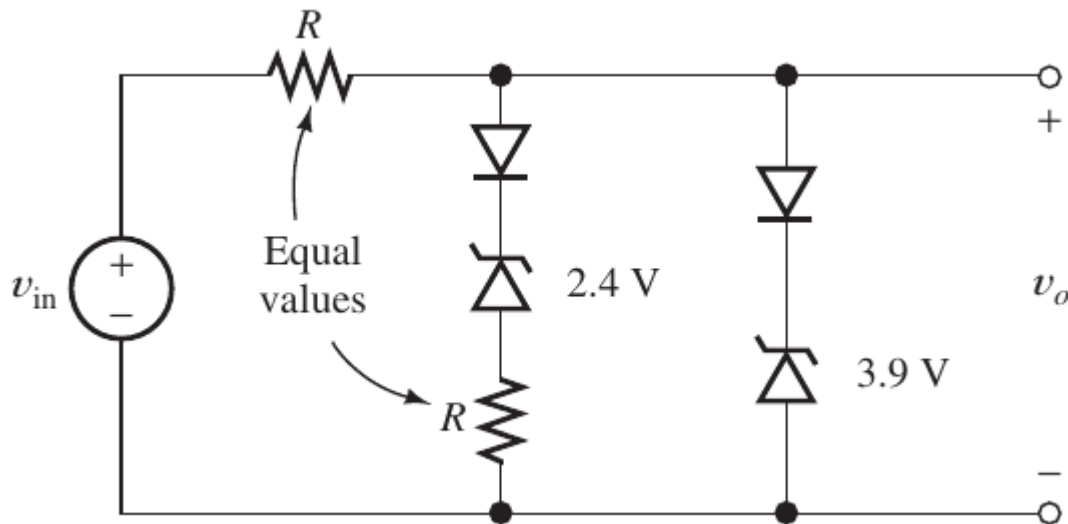 R
+
Equal
values
2.4 V
+
−
v_in
v_o
3.9 V
R
−